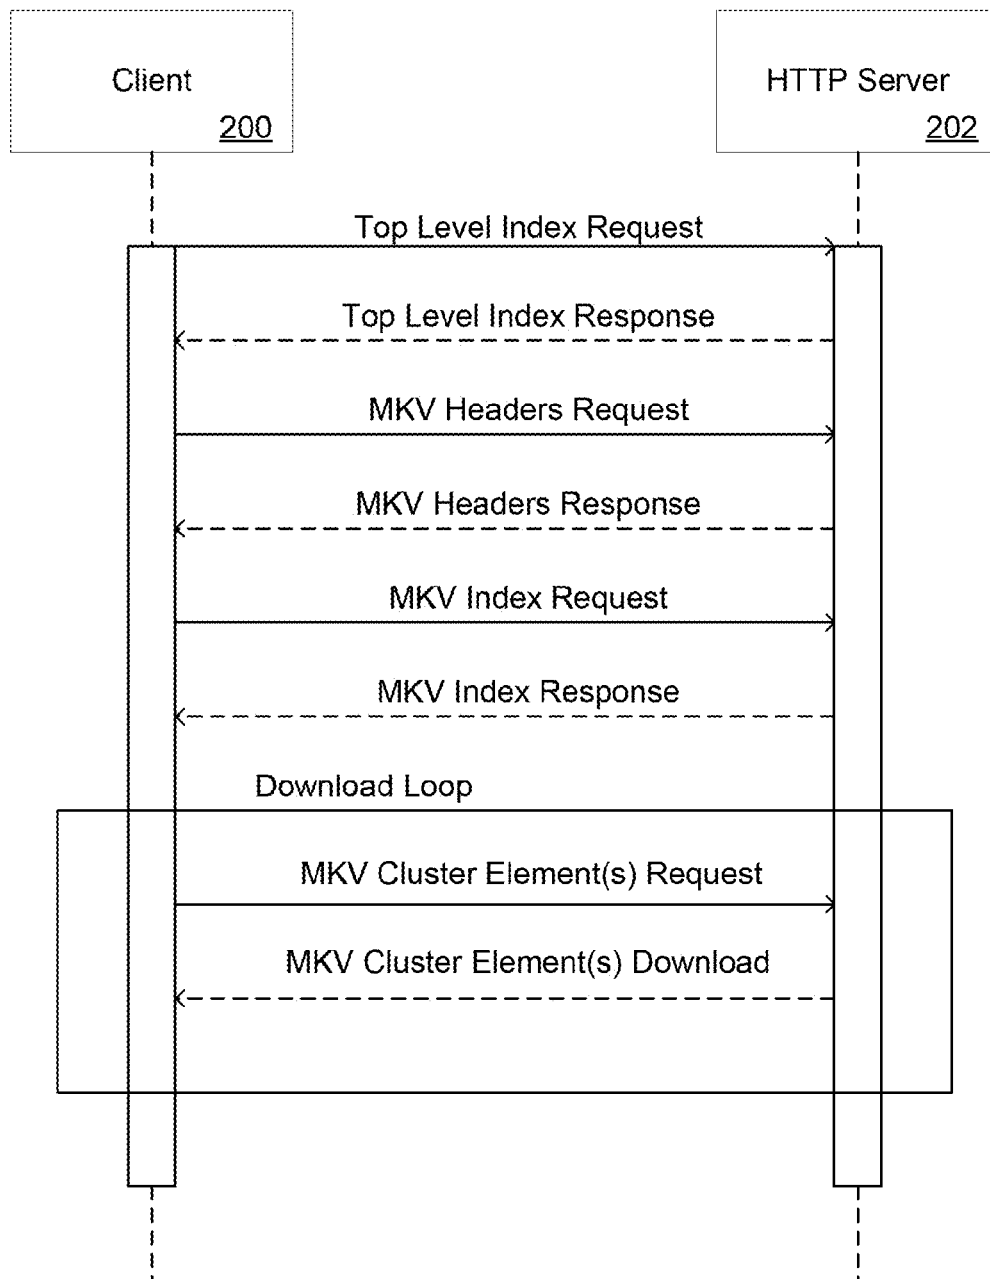 Client
200
HTTP Server
202
Top Level Index Request
Top Level Index Response
MKV Headers Request
MKV Headers Response
MKV Index Request
MKV Index Response
Download Loop
MKV Cluster Element(s) Request
MKV Cluster Element(s) Download